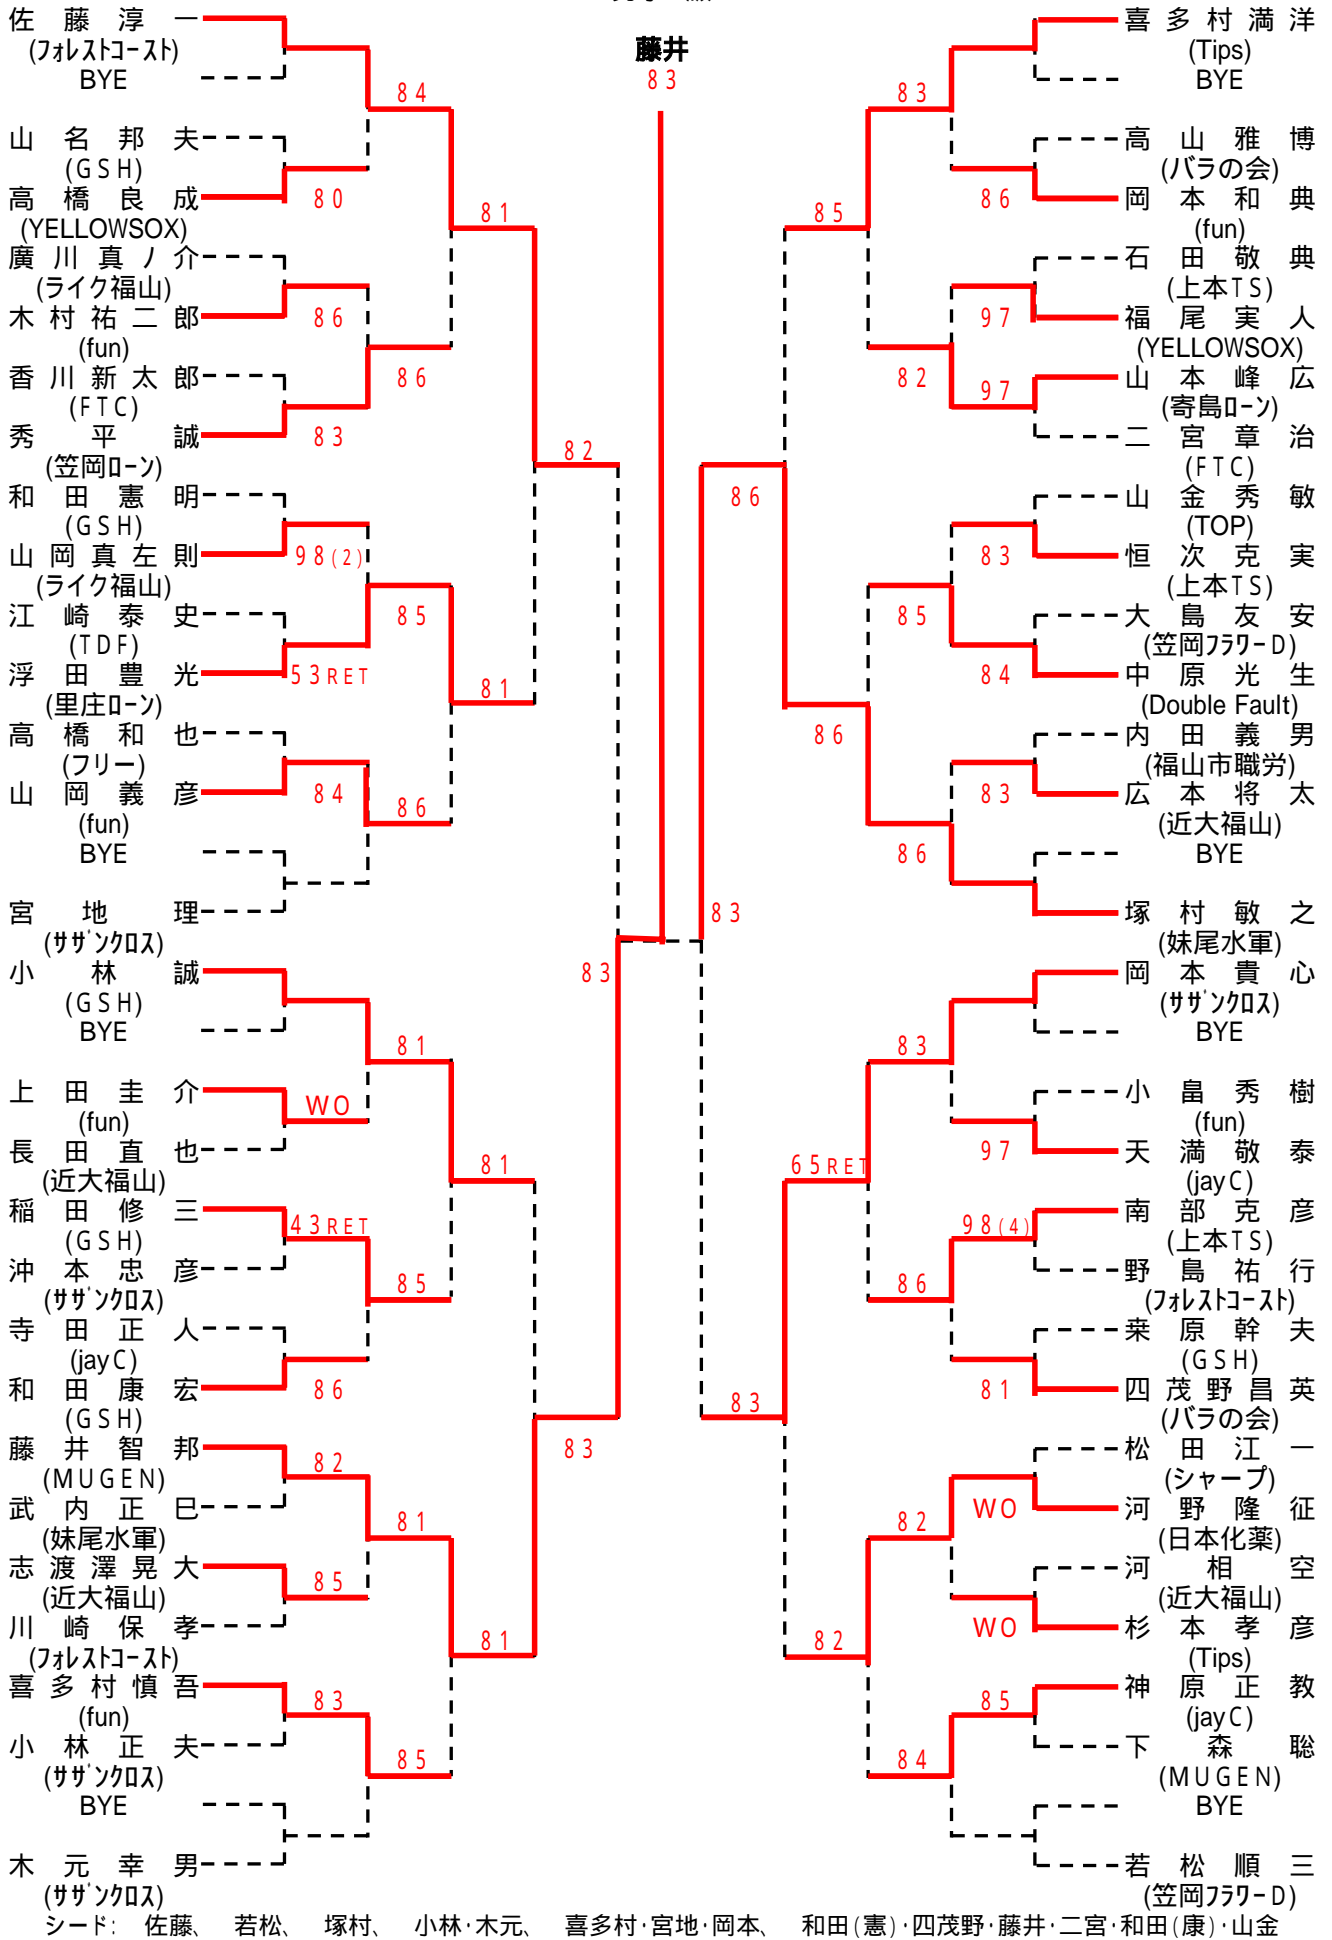 藤井
83
佐藤淳一
(フォレストコースト)
BYE
84
山名邦夫
(GSH)
高橋良成
80
(YELLOWSOX)
81
廣川真ノ介
(ライク福山)
木村祐二郎
86
(fun)
86
香川新太郎
(FTC)
秀平誠
83
(笠岡ローン)
82
和田憲明
(GSH)
山岡真左則
98(2)
(ライク福山)
85
江崎泰史
(TDF)
浮田豊光
53RET
(里庄ローン)
81
高橋和也
(フリー)
山岡義彦
84
(fun)
86
BYE
宮地理
(サザンクロス)
83
小林誠
(GSH)
BYE
81
上田圭介
(fun)
WO
長田直也
(近大福山)
81
稲田修三
(GSH)
43RET
沖本忠彦
(サザンクロス)
85
寺田正人
(jayC)
和田康宏
86
(GSH)
83
藤井智邦
(MUGEN)
82
武内正巳
(妹尾水軍)
81
志渡澤晃大
(近大福山)
85
川崎保孝
(フォレストコースト)
81
喜多村慎吾
(fun)
83
小林正夫
(サザンクロス)
85
BYE
木元幸男
(サザンクロス)
喜多村満洋
(Tips)
BYE
83
高山雅博
(バラの会)
岡本和典
86
(fun)
85
石田敬典
(上本TS)
福尾実人
97
(YELLOWSOX)
82
山本峰広
97
(寄島ローン)
二宮章治
(FTC)
86
山金秀敏
(TOP)
恒次克実
83
(上本TS)
85
大島友安
(笠岡フラワーD)
中原光生
84
(Double Fault)
86
内田義男
(福山市職労)
広本将太
83
(近大福山)
86
BYE
塚村敏之
(妹尾水軍)
83
岡本貴心
(サザンクロス)
BYE
83
小畠秀樹
(fun)
天満敬泰
97
(jayC)
65RET
南部克彦
(上本TS)
98(4)
野島祐行
(フォレストコースト)
86
桒原幹夫
(GSH)
四茂野昌英
81
(バラの会)
83
松田江一
(シャープ)
河野隆征
WO
(日本化薬)
82
河相空
(近大福山)
杉本孝彦
WO
(Tips)
82
神原正教
(jayC)
85
下森聡
(MUGEN)
84
BYE
若松順三
(笠岡フラワーD)
シード: 佐藤、 若松、 塚村、 小林・木元、 喜多村・宮地・岡本、 和田(憲)・四茂野・藤井・二宮・和田(康)・山金